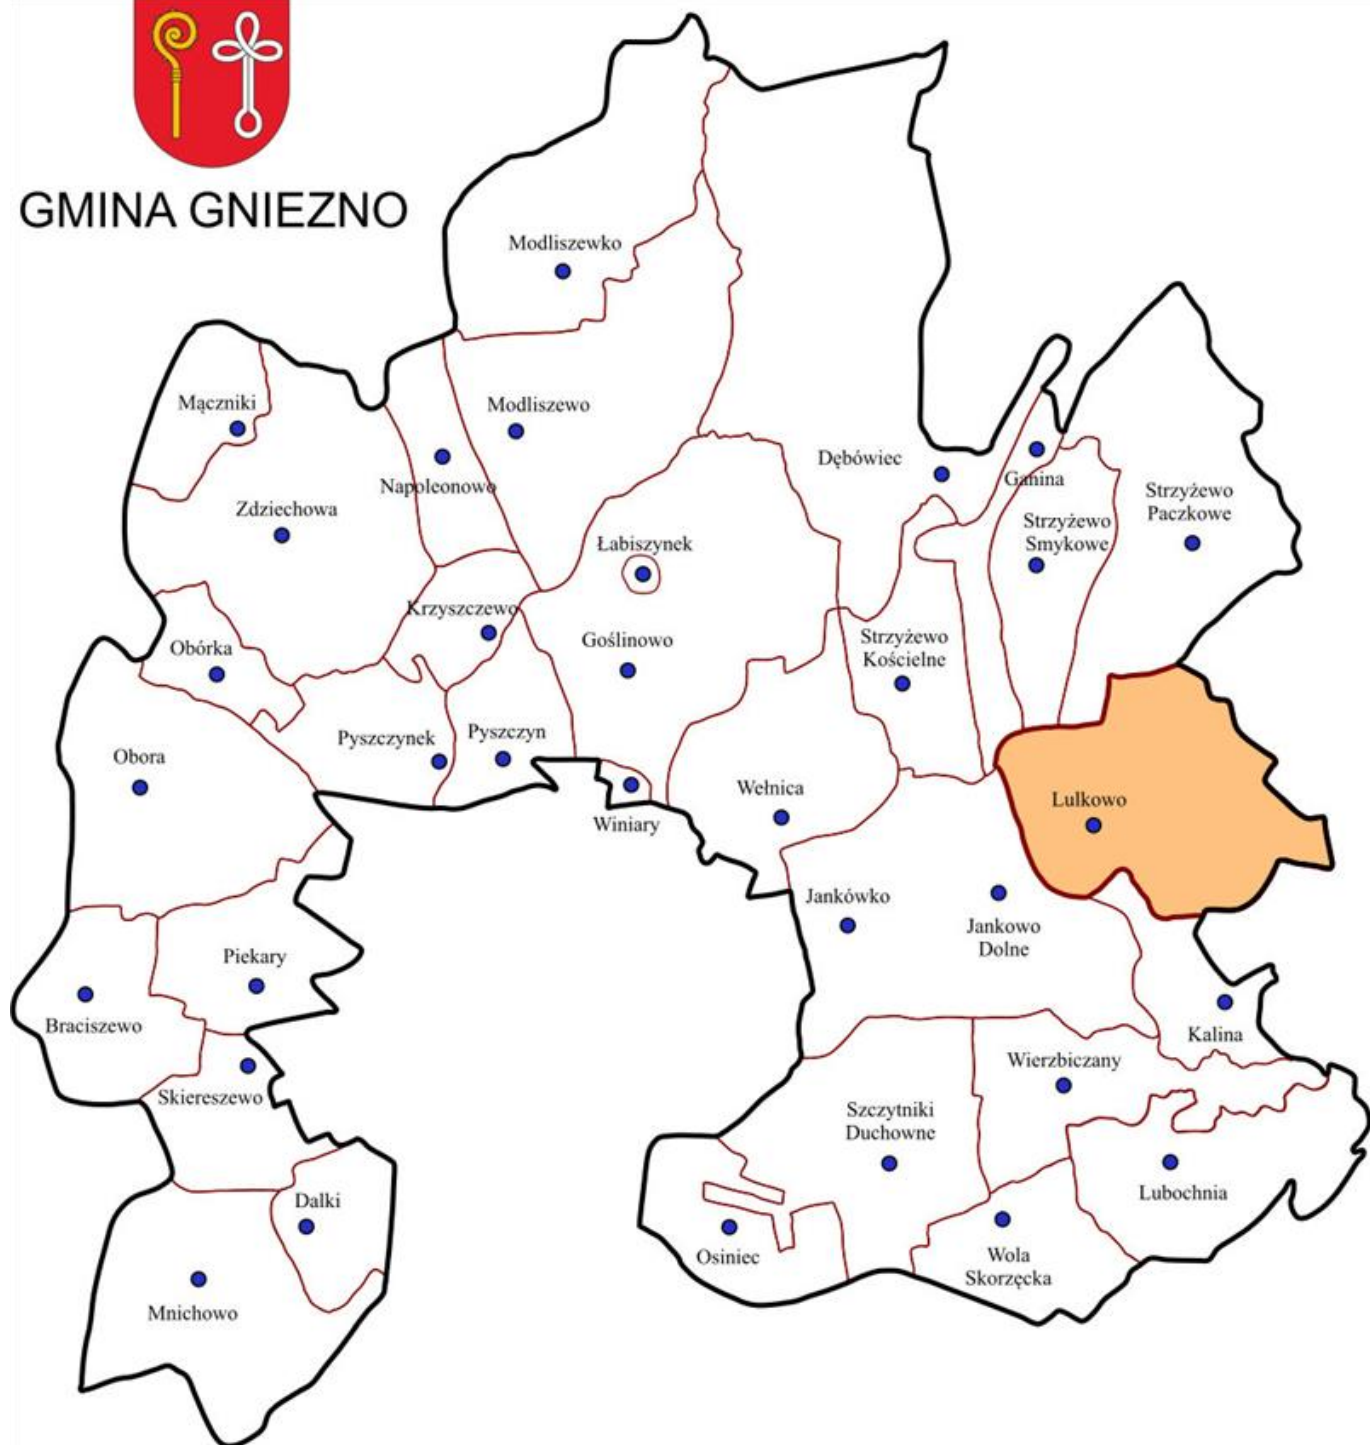 GMINA GNIEZNO
Modliszewko
Mączniki
Modliszewo
Napoleonowo
Zdziechowa
Dębówiec
Ganina
Strzyżewo
Paczkowe
Strzyżewo
Smykowe
Łabiszynek
Krzyszczewo
Obórka
Goślinowo
Strzyżewo
Kościelne
Pyszczynek
Pyszczyn
Obora
Winiary
Wełnica
Lulkowo
Jankówko
Jankowo
Dolne
Piekary
Braciszewo
Kalina
Skiereszewo
Wierzbiczany
Szczytniki
Duchowne
Lubochnia
Dalki
Osiniec
Wola
Skorzęcka
Mnichowo